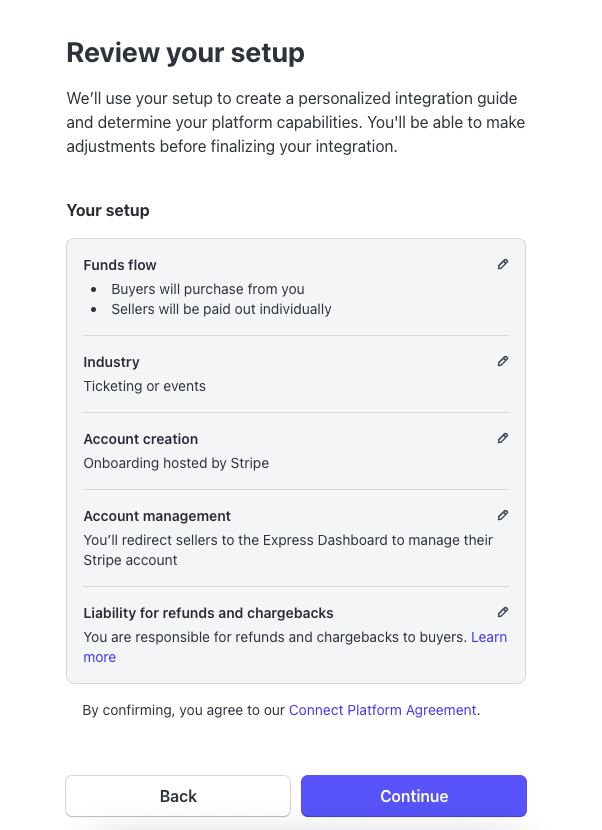 Review your setup
We’ll use your setup to create a personalized integration guide
and determine your platform capabilities. You'll be able to make
adjustments before finalizing your integration.
Your setup
Funds flow
• Buyers will purchase from you
• Sellers will be paid out individually
Industry
Ticketing or events
Account creation
Onboarding hosted by Stripe
Account management
You’ll redirect sellers to the Express Dashboard to manage their
Stripe account
Liability for refunds and chargebacks
You are responsible for refunds and chargebacks to buyers. Learn
more
By confirming, you agree to our Connect Platform Agreement.
Back
Continue